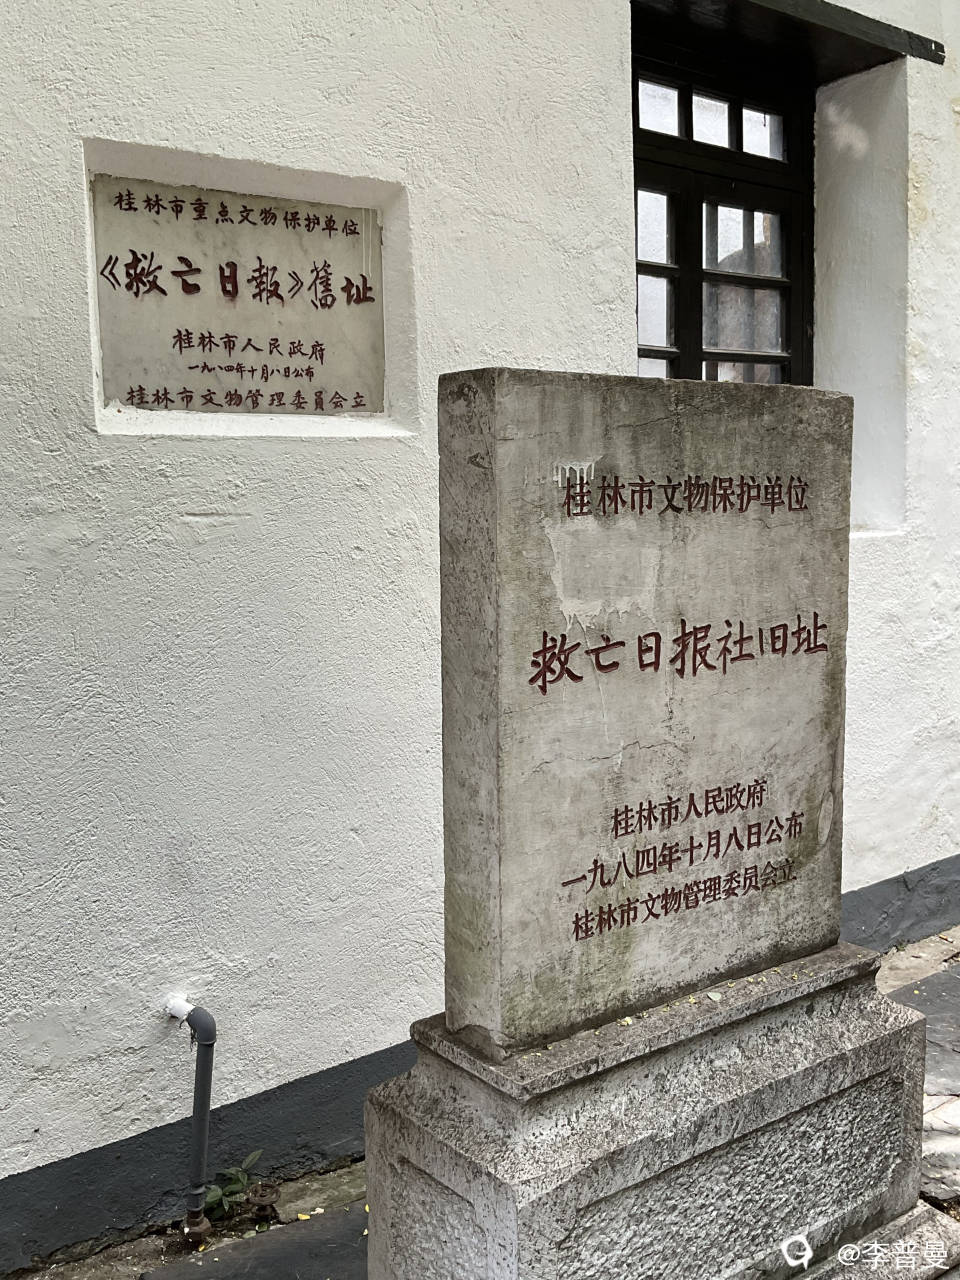 桂林市重点文物保护单位
《救亡日報》舊址
桂林市人民政府
一九八四年十月八日公布
桂林市文物管理委員会立
桂林市文物保护单位
救亡日报社旧址
桂林市人民政府
一九八四年十月八日公布
桂林市文物管理委员会立
@李普曼